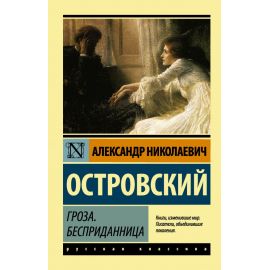 N
АЛЕКСАНДР НИКОЛАЕВИЧ
ОСТРОВСКИЙ
ГРОЗА.
БЕСПРИДАННИЦА
Книги, изменившие мир.
Писатели, объединившие
поколения.
русская классика